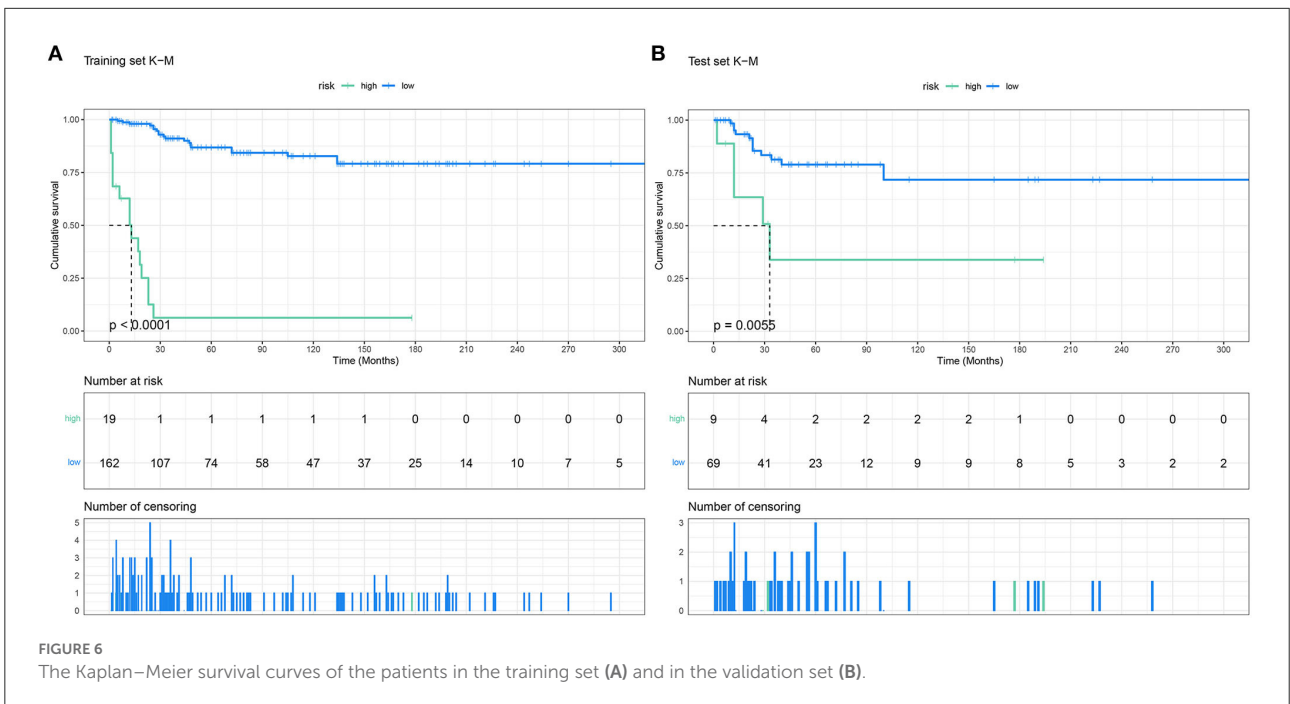 A
Training set K−M
risk high low
1.00
0.75
0.50
0.25
0.00
Cumulative survival
p < 0.0001
0 30 60 90 120 150 180 210 240 270 300
Time (Months)
Number at risk
high 19 1 1 1 1 1 0 0 0 0 0
low 162 107 74 58 47 37 25 14 10 7 5
Number of censoring
5
4
3
2
1
0
B
Test set K−M
risk high low
1.00
0.75
0.50
0.25
0.00
Cumulative survival
p = 0.0055
0 30 60 90 120 150 180 210 240 270 300
Time (Months)
Number at risk
high 9 4 2 2 2 2 1 0 0 0 0
low 69 41 23 12 9 9 8 5 3 2 2
Number of censoring
3
2
1
0
FIGURE 6
The Kaplan–Meier survival curves of the patients in the training set (A) and in the validation set (B).